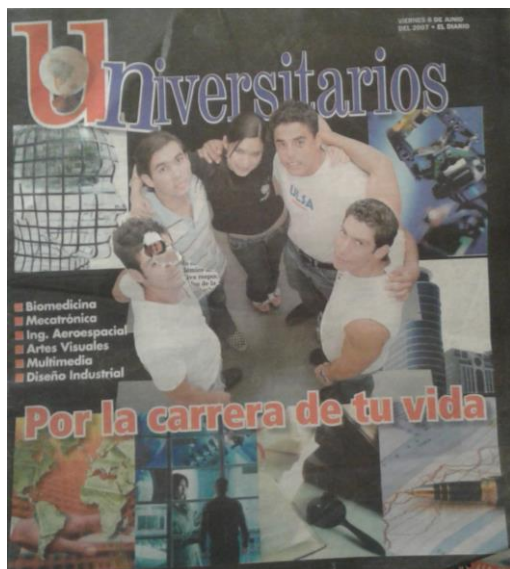 VIERNES 8 DE JUNIO
DEL 2007 • EL DIARIO
Universitarios
ULSA
Biomedicina
Mecatrónica
Ing. Aeroespacial
Artes Visuales
Multimedia
Diseño Industrial
Por la carrera de tu vida